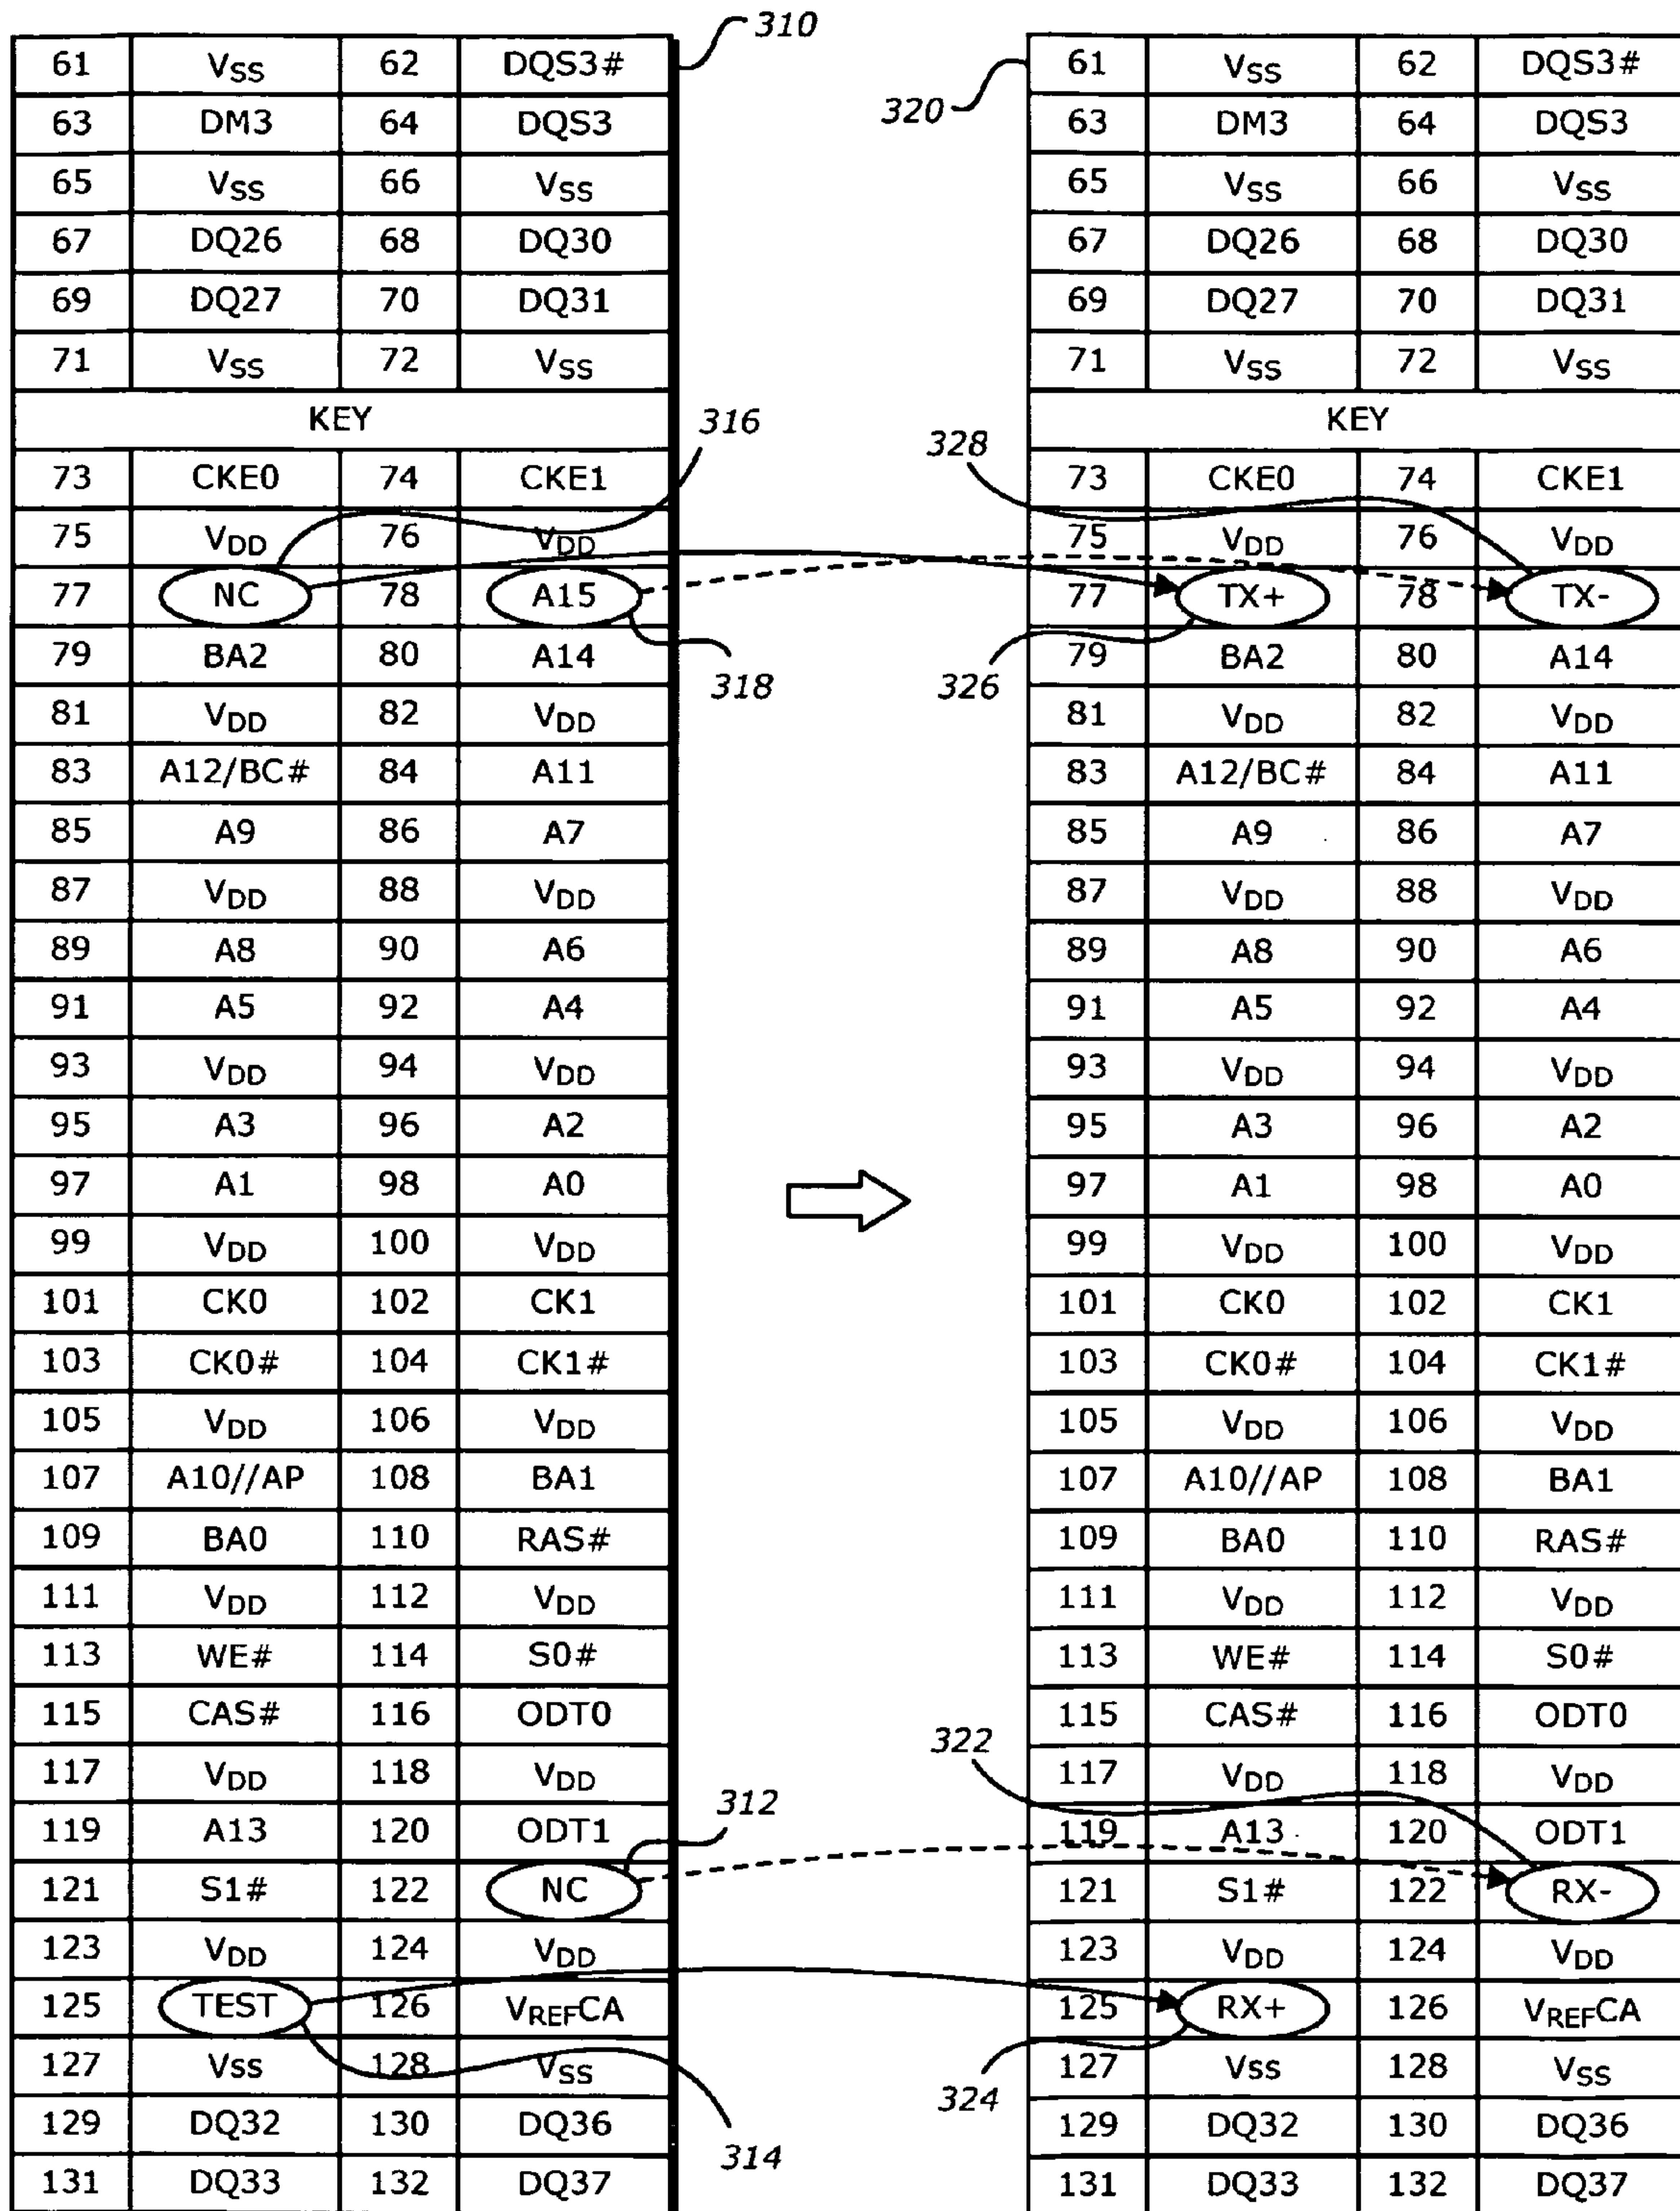 310
61 VSS 62 DQS3# 61 VSS 62 DQS3#
320
63 DM3 64 DQS3 63 DM3 64 DQS3
65 VSS 66 VSS 65 VSS 66 VSS
67 DQ26 68 DQ30 67 DQ26 68 DQ30
69 DQ27 70 DQ31 69 DQ27 70 DQ31
71 VSS 72 VSS 71 VSS 72 VSS
KEY KEY
316 328
73 CKE0 74 CKE1 73 CKE0 74 CKE1
75 VDD 76 VDD 75 VDD 76 VDD
77 NC 78 A15 77 TX+ 78 TX-
79 BA2 80 A14 79 BA2 80 A14
318 326
81 VDD 82 VDD 81 VDD 82 VDD
83 A12/BC# 84 A11 83 A12/BC# 84 A11
85 A9 86 A7 85 A9 86 A7
87 VDD 88 VDD 87 VDD 88 VDD
89 A8 90 A6 89 A8 90 A6
91 A5 92 A4 91 A5 92 A4
93 VDD 94 VDD 93 VDD 94 VDD
95 A3 96 A2 95 A3 96 A2
97 A1 98 A0 97 A1 98 A0
99 VDD 100 VDD 99 VDD 100 VDD
101 CK0 102 CK1 101 CK0 102 CK1
103 CK0# 104 CK1# 103 CK0# 104 CK1#
105 VDD 106 VDD 105 VDD 106 VDD
107 A10//AP 108 BA1 107 A10//AP 108 BA1
109 BA0 110 RAS# 109 BA0 110 RAS#
111 VDD 112 VDD 111 VDD 112 VDD
113 WE# 114 S0# 113 WE# 114 S0#
115 CAS# 116 ODT0 115 CAS# 116 ODT0
322
117 VDD 118 VDD 117 VDD 118 VDD
312
119 A13 120 ODT1 119 A13 120 ODT1
121 S1# 122 NC 121 S1# 122 RX-
123 VDD 124 VDD 123 VDD 124 VDD
125 TEST 126 VREFCA 125 RX+ 126 VREFCA
127 Vss 128 VSS 127 Vss 128 VSS
324
129 DQ32 130 DQ36 129 DQ32 130 DQ36
314
131 DQ33 132 DQ37 131 DQ33 132 DQ37